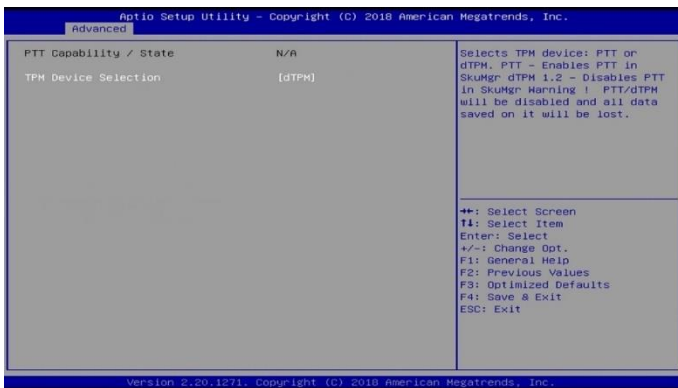 Aptio Setup Utility – Copyright (C) 2018 American Megatrends, Inc.
Advanced
PTT Capability / State N/A
TPM Device Selection [dTPM]
Selects TPM device: PTT or
dTPM. PTT – Enables PTT in
SkuMgr dTPM 1.2 – Disables PTT
in SkuMgr Warning ! PTT/dTPM
will be disabled and all data
saved on it will be lost.
→←: Select Screen
↑↓: Select Item
Enter: Select
+/-: Change Opt.
F1: General Help
F2: Previous Values
F3: Optimized Defaults
F4: Save & Exit
ESC: Exit
Version 2.20.1271. Copyright (C) 2018 American Megatrends, Inc.